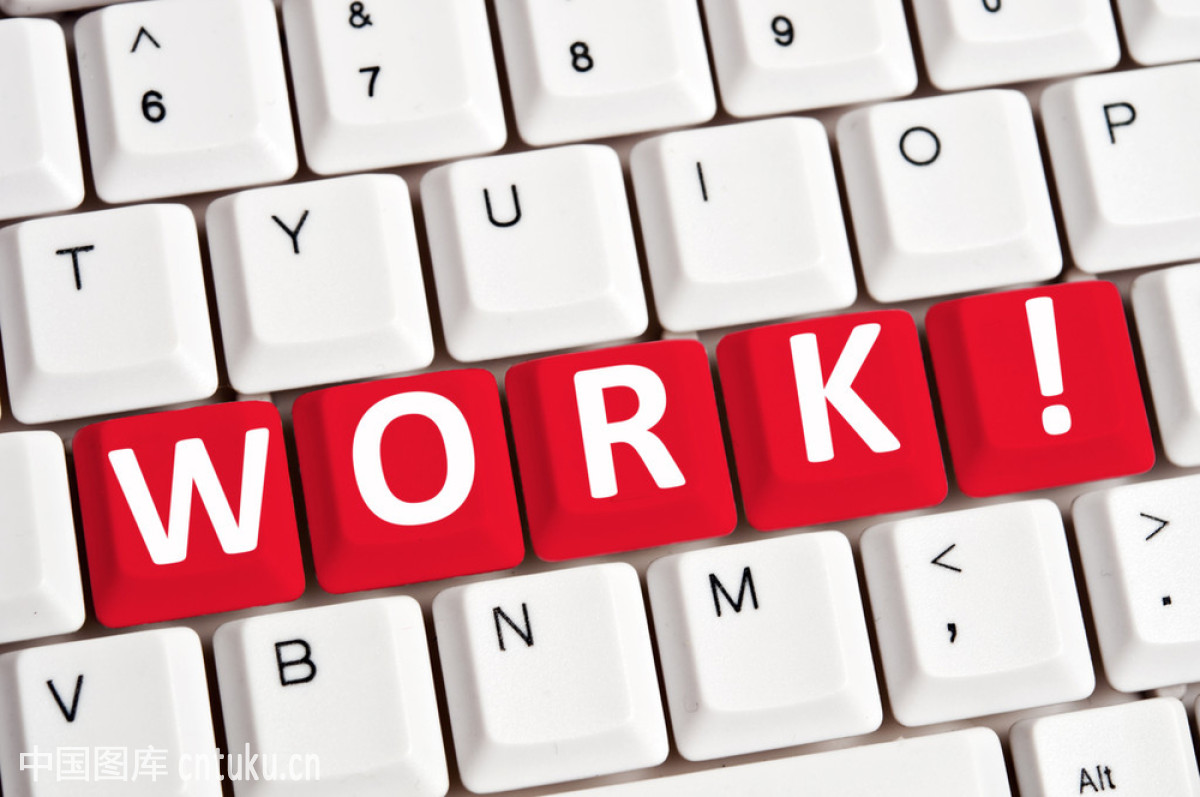 ^ & 
6 7 8 9
T Y U I O P
WORK!
V B N M < , > .
Alt
中国图库 cntuku.cn